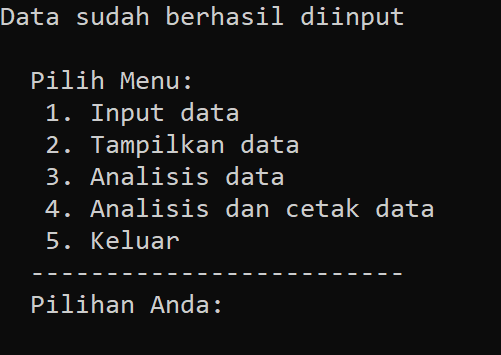 Data sudah berhasil diinput
Pilih Menu:
1. Input data
2. Tampilkan data
3. Analisis data
4. Analisis dan cetak data
5. Keluar
-------------------------
Pilihan Anda: